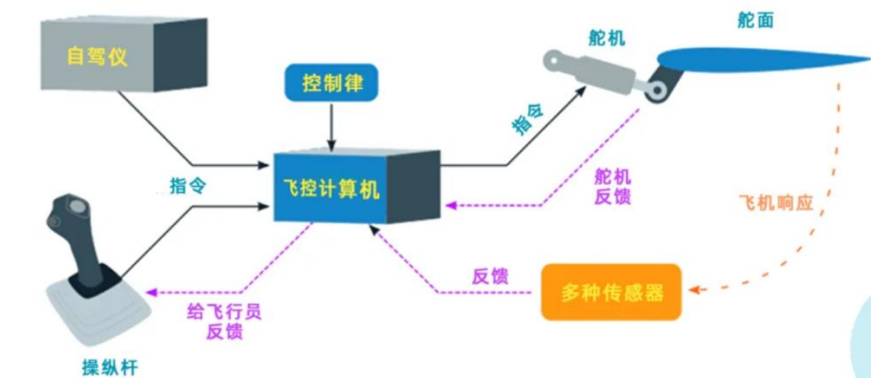 舵面
舵机
自驾仪
控制律
指令
飞控计算机
指令
舵机
反馈
飞机响应
反馈
多种传感器
给飞行员
反馈
操纵杆